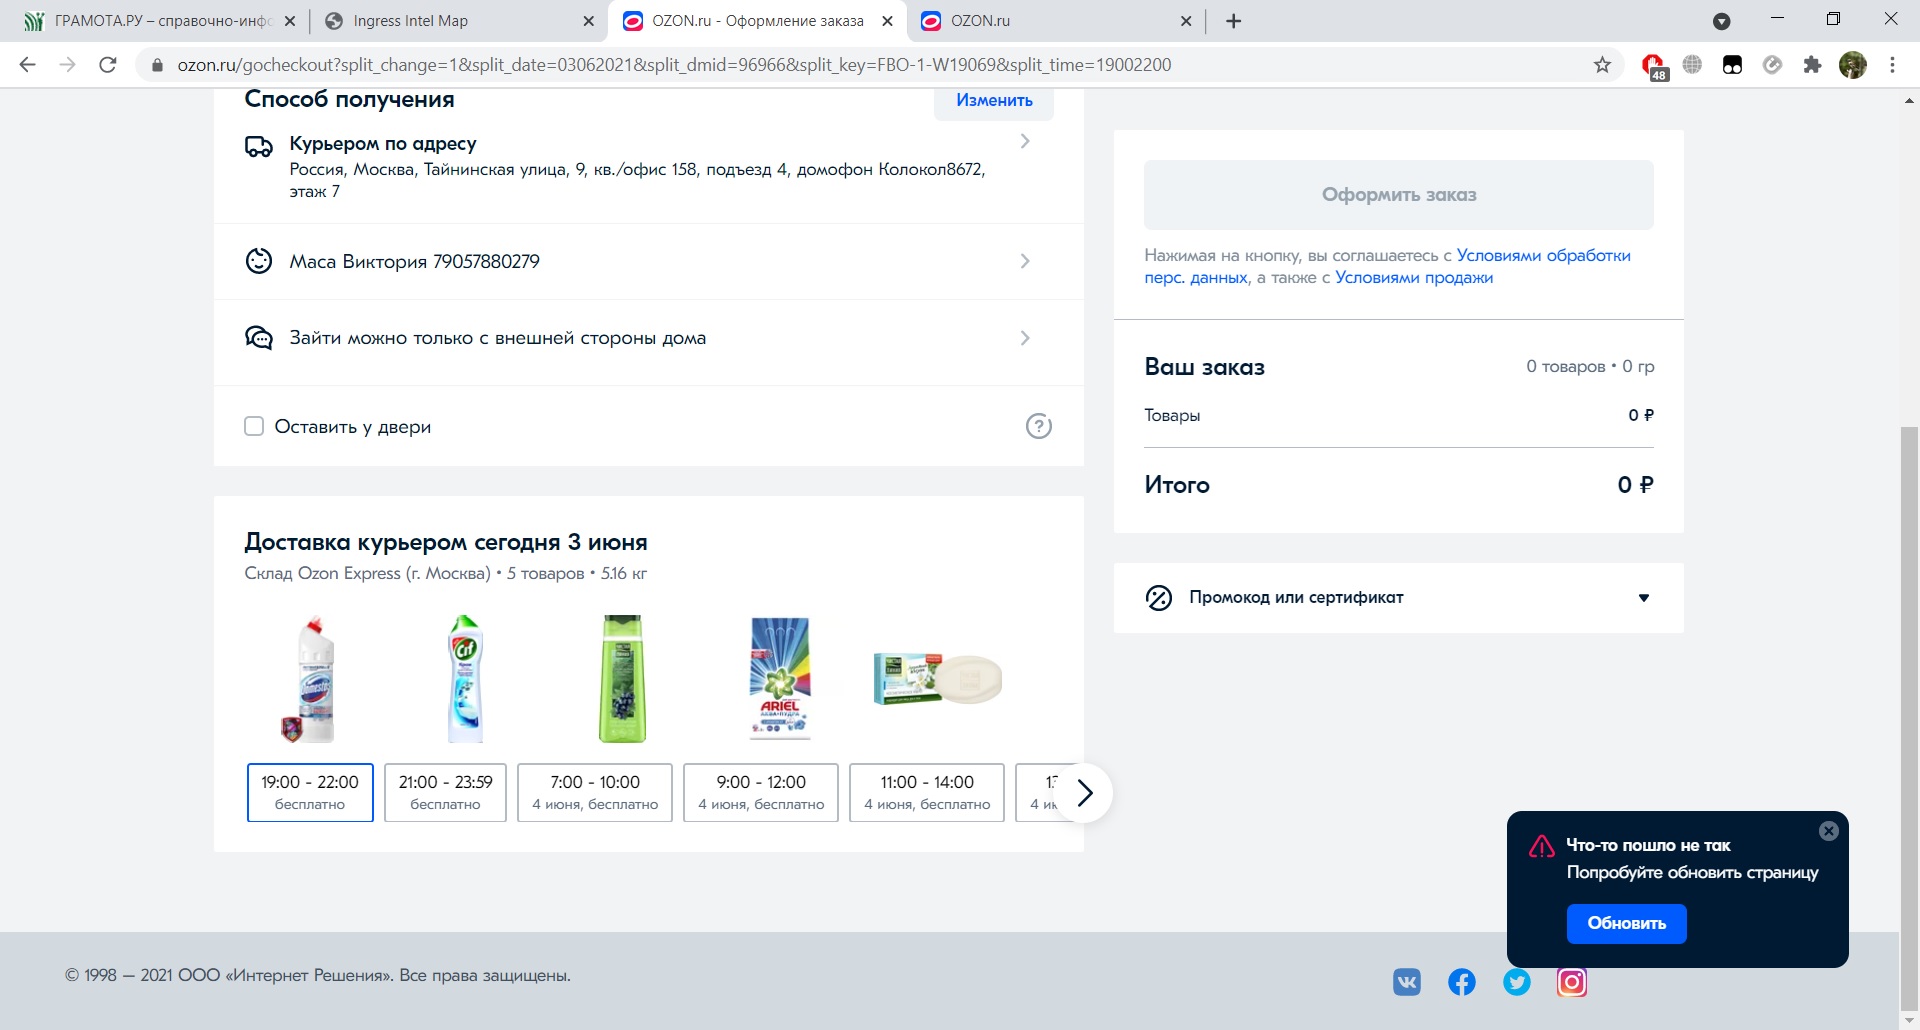 ГРАМОТА.РУ – справочно-инфо
Ingress Intel Map
OZON.ru - Оформление заказа
OZON.ru
ozon.ru/gocheckout?split_change=1&split_date=03062021&split_dmid=96966&split_key=FBO-1-W19069&split_time=19002200
48
Способ получения
Изменить
Курьером по адресу
Россия, Москва, Тайнинская улица, 9, кв./офис 158, подъезд 4, домофон Колокол8672,
этаж 7
Маса Виктория 79057880279
Зайти можно только с внешней стороны дома
Оставить у двери
?
Доставка курьером сегодня 3 июня
Склад Ozon Express (г. Москва) • 5 товаров • 5.16 кг
Domestos
Cif
ARIEL
19:00 - 22:00
бесплатно
21:00 - 23:59
бесплатно
7:00 - 10:00
4 июня, бесплатно
9:00 - 12:00
4 июня, бесплатно
11:00 - 14:00
4 июня, бесплатно
Оформить заказ
Нажимая на кнопку, вы соглашаетесь с Условиями обработки
перс. данных, а также с Условиями продажи
Ваш заказ
0 товаров • 0 гр
Товары
0 ₽
Итого
0 ₽
Промокод или сертификат
Что-то пошло не так
Попробуйте обновить страницу
Обновить
© 1998 – 2021 ООО «Интернет Решения». Все права защищены.